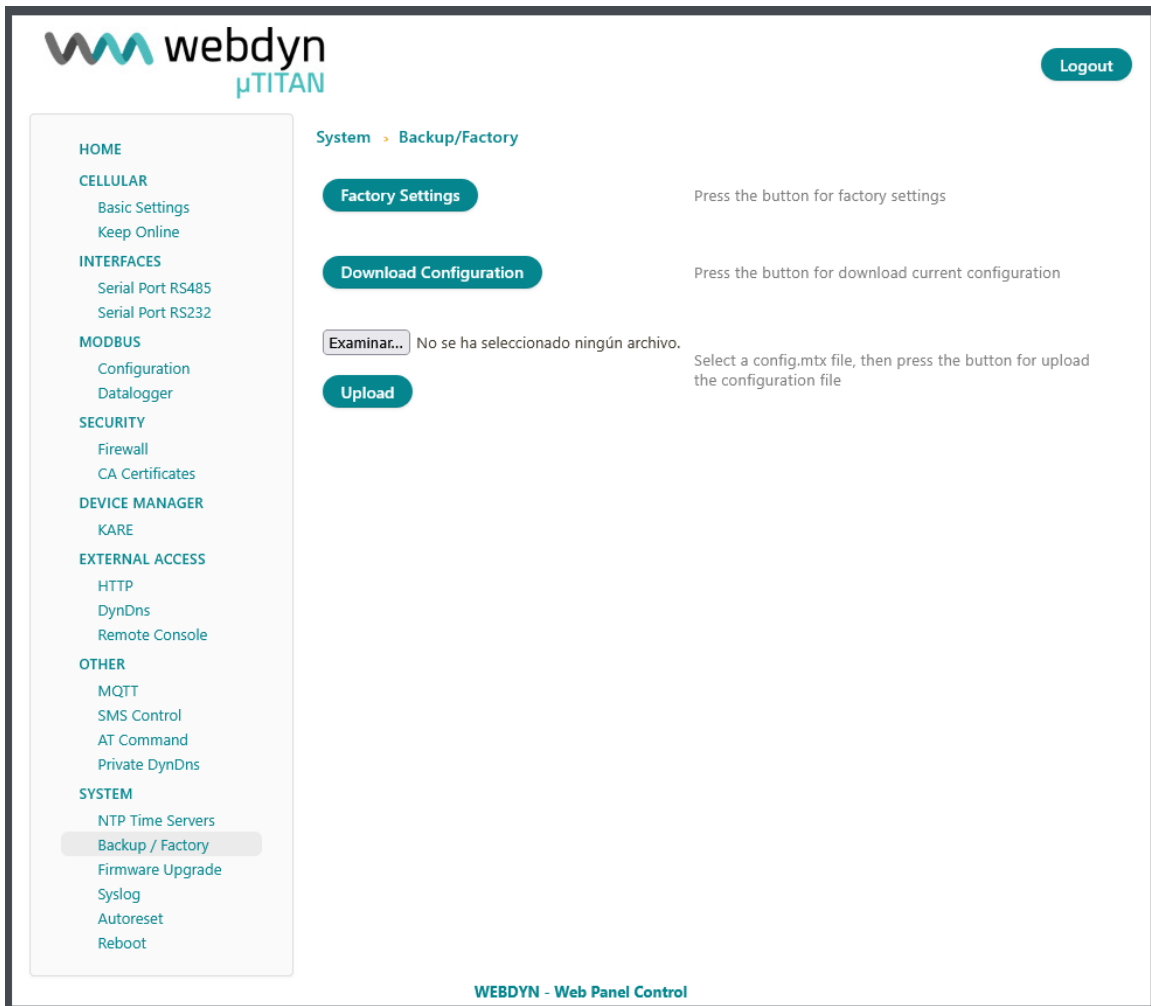 webdyn
µTITAN
Logout
HOME
CELLULAR
Basic Settings
Keep Online
INTERFACES
Serial Port RS485
Serial Port RS232
MODBUS
Configuration
Datalogger
SECURITY
Firewall
CA Certificates
DEVICE MANAGER
KARE
EXTERNAL ACCESS
HTTP
DynDns
Remote Console
OTHER
MQTT
SMS Control
AT Command
Private DynDns
SYSTEM
NTP Time Servers
Backup / Factory
Firmware Upgrade
Syslog
Autoreset
Reboot
System › Backup/Factory
Factory Settings
Press the button for factory settings
Download Configuration
Press the button for download current configuration
Examinar... No se ha seleccionado ningún archivo.
Upload
Select a config.mtx file, then press the button for upload
the configuration file
WEBDYN - Web Panel Control